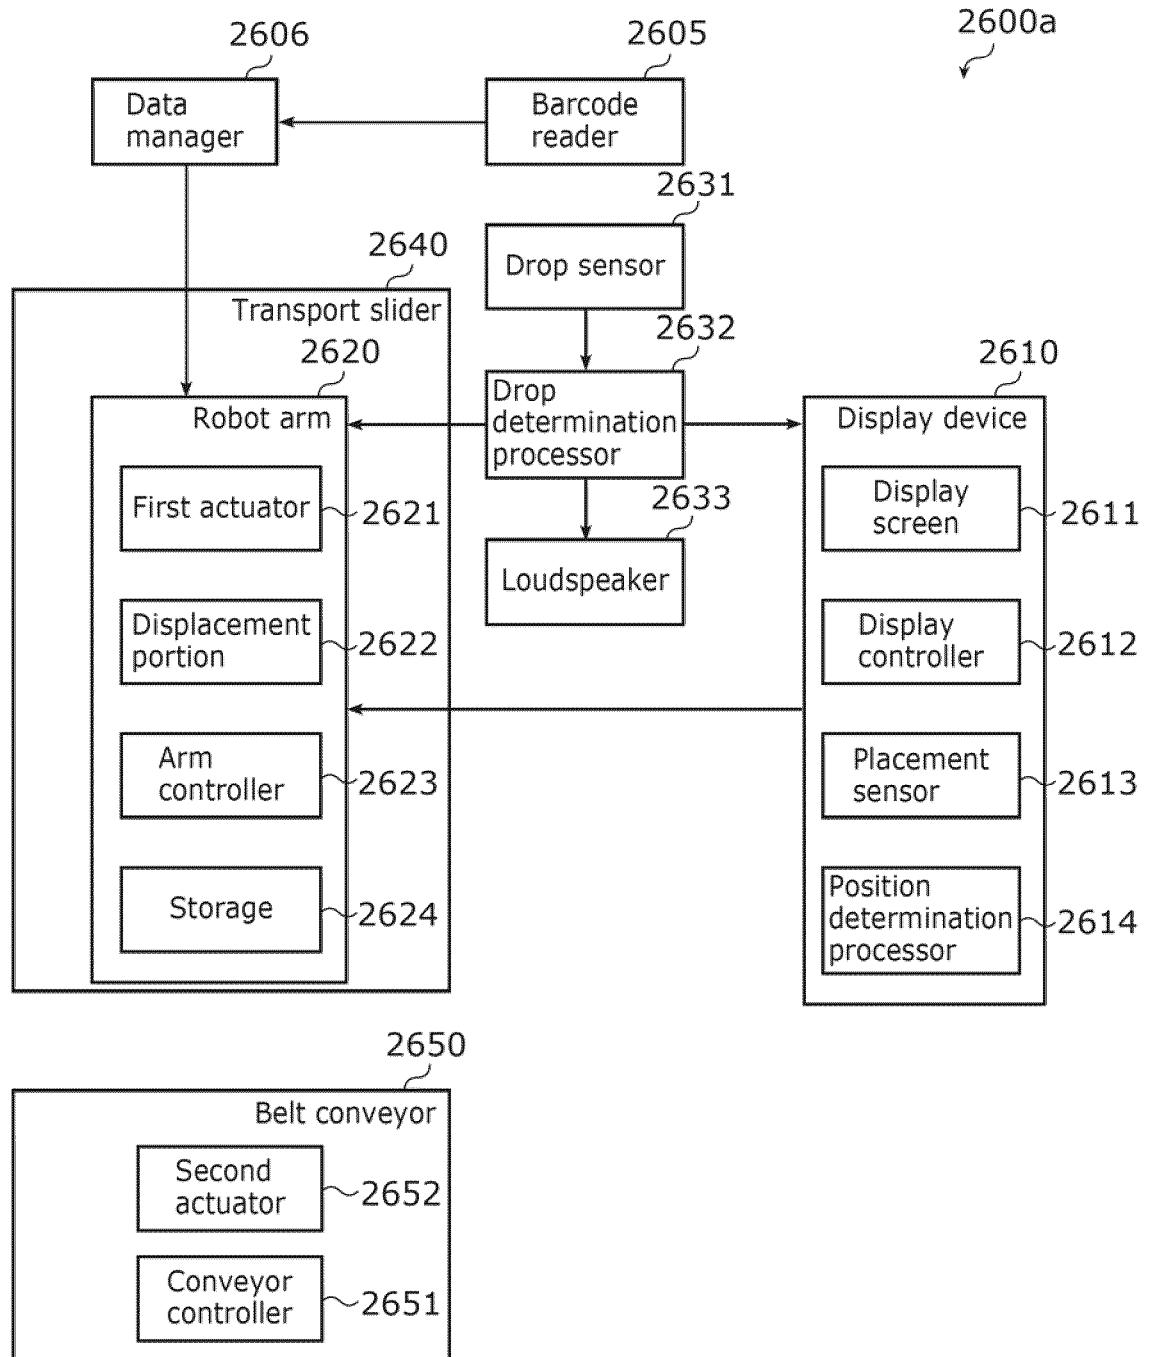 2600a
2606
2605
Data
manager
Barcode
reader
2631
Drop sensor
2640
Transport slider
2632
Drop
determination
processor
2620
Robot arm
2610
Display device
First actuator
2621
2633
Loudspeaker
Display
screen
2611
Displacement
portion
2622
Display
controller
2612
Arm
controller
2623
Placement
sensor
2613
Storage
2624
Position
determination
processor
2614
2650
Belt conveyor
Second
actuator
2652
Conveyor
controller
2651